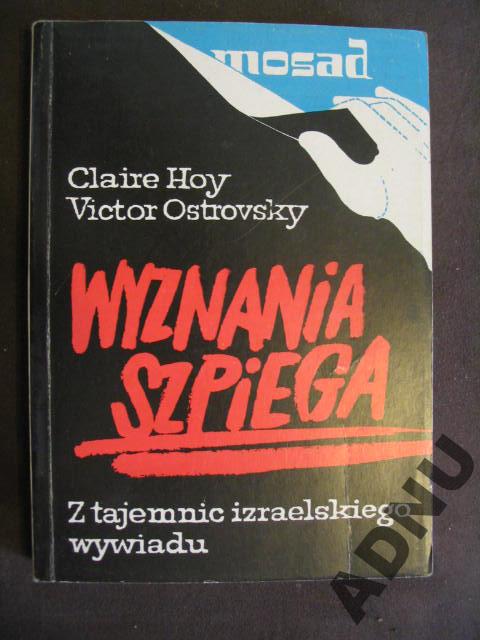 mosad
Claire Hoy
Victor Ostrovsky
WYZNANiA
SZPiEGA
Z tajemnic izraelskiego
wywiadu
ADNU